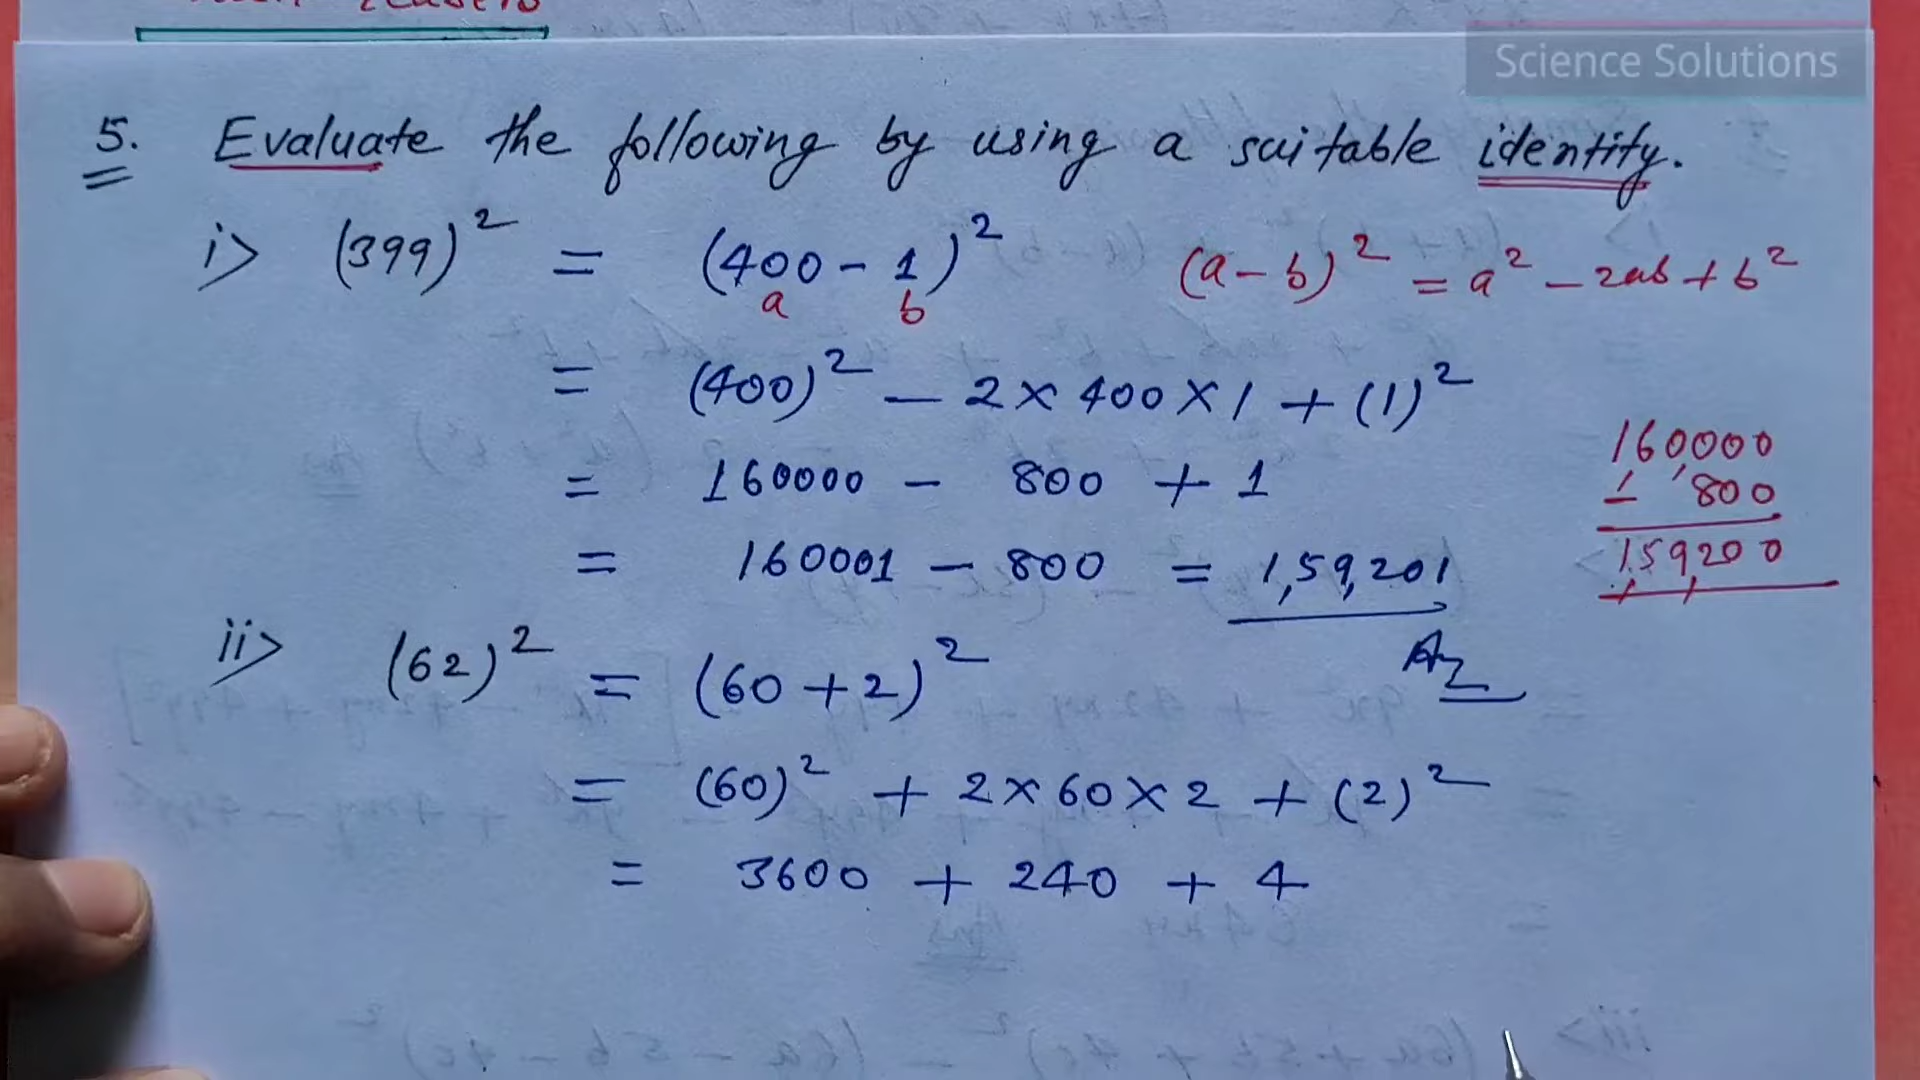 Science Solutions
5. Evaluate the following by using a suitable identity.
i> (399)² = (400 - 1)² (a - b)² = a² - 2ab + b²
a b
= (400)² - 2 × 400 × 1 + (1)²
= 160000 - 800 + 1
160000
800
159,200
= 160001 - 800 = 1,59,201
ii> (62)² = (60 + 2)²
= (60)² + 2 × 60 × 2 + (2)²
= 3600 + 240 + 4